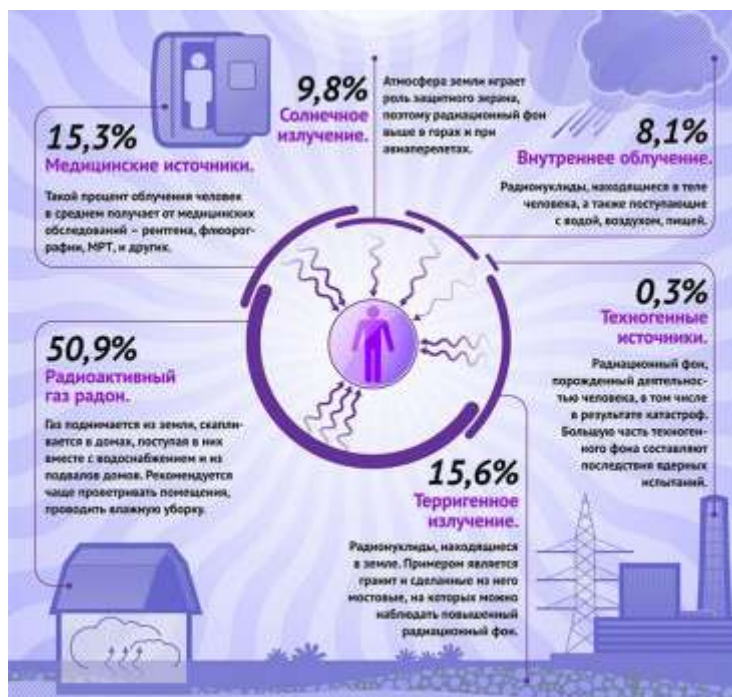 15,3%
Медицинские источники.
Такой процент облучения человек
в среднем получает от медицинских
обследований – рентгена, флюорог-
рафии, МРТ, и других.
9,8%
Солнечное
излучение.
Атмосфера земли играет
роль защитного экрана,
поэтому радиационный фон
выше в горах и при
авиаперелетах.
8,1%
Внутреннее облучение.
Радионуклиды, находящиеся в теле
человека, а также поступающие
с водой, воздухом, пищей.
0,3%
Техногенные
источники.
Радиационный фон,
порожденный деятельнос-
тью человека, в том числе
в результате катастроф.
Большую часть техноген-
ного фона составляют
последствия ядерных
испытаний.
50,9%
Радиоактивный
газ радон.
Газ поднимается из земли, скапли-
вается в домах, поступая в них
вместе с водоснабжением и из
подвалов домов. Рекомендуется
чаще проветривать помещения,
проводить влажную уборку.
15,6%
Терригенное
излучение.
Радионуклиды, находящиеся
в земле. Примером является
гранит и сделанные из него
мостовые, на которых можно
наблюдать повышенный
радиационный фон.